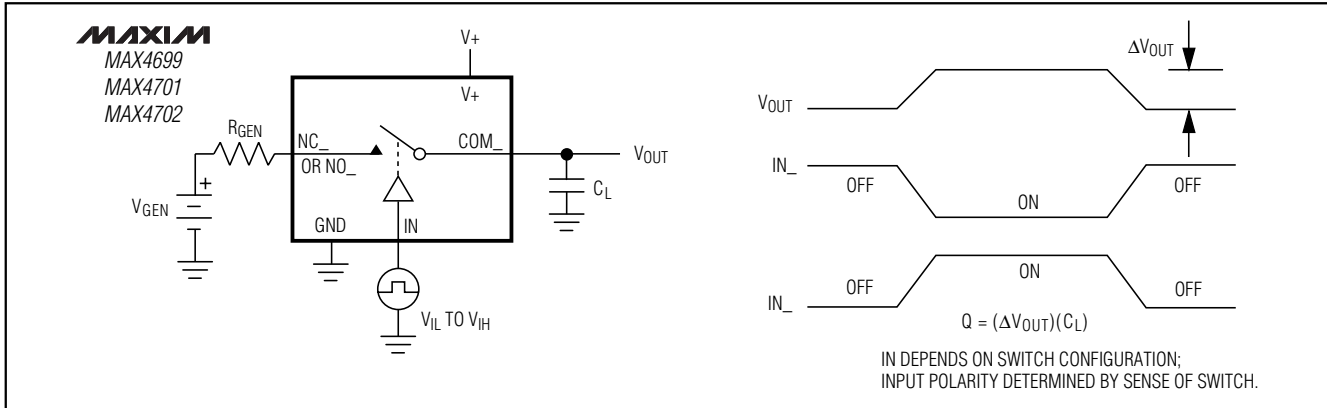 MAXIM
MAX4699
MAX4701
MAX4702
V+
V+
RGEN
NC_
OR NO_
COM_
VOUT
CL
VGEN
+
GND
IN
VIL TO VIH
ΔVOUT
VOUT
IN_
OFF
ON
OFF
IN_
OFF
ON
OFF
Q = (ΔVOUT)(CL)
IN DEPENDS ON SWITCH CONFIGURATION;
INPUT POLARITY DETERMINED BY SENSE OF SWITCH.